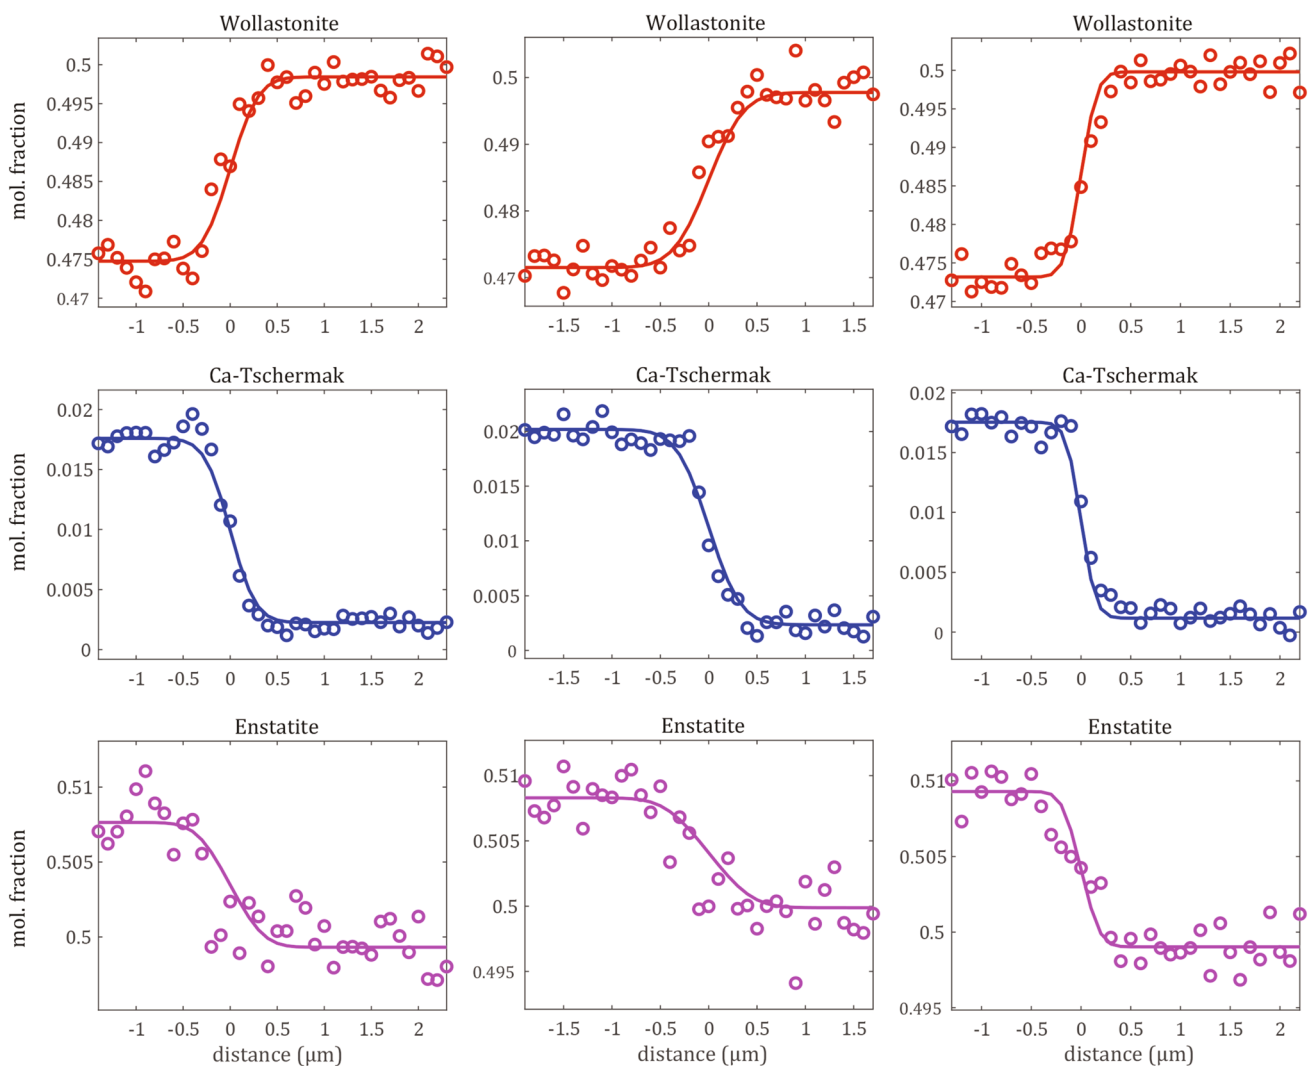 Wollastonite Wollastonite Wollastonite
mol. fraction
0.5 0.495 0.49 0.485 0.48 0.475 0.47
0.5 0.49 0.48 0.47
0.5 0.495 0.49 0.485 0.48 0.475 0.47
-1 -0.5 0 0.5 1 1.5 2
-1.5 -1 -0.5 0 0.5 1 1.5
-1 -0.5 0 0.5 1 1.5 2
Ca-Tschermak Ca-Tschermak Ca-Tschermak
mol. fraction
0.02 0.015 0.01 0.005 0
0.02 0.015 0.01 0.005 0
0.02 0.015 0.01 0.005 0
-1 -0.5 0 0.5 1 1.5 2
-1.5 -1 -0.5 0 0.5 1 1.5
-1 -0.5 0 0.5 1 1.5 2
Enstatite Enstatite Enstatite
mol. fraction
0.51 0.505 0.5
0.51 0.505 0.5 0.495
0.51 0.505 0.5 0.495
-1 -0.5 0 0.5 1 1.5 2
-1.5 -1 -0.5 0 0.5 1 1.5
-1 -0.5 0 0.5 1 1.5 2
distance (μm) distance (μm) distance (μm)